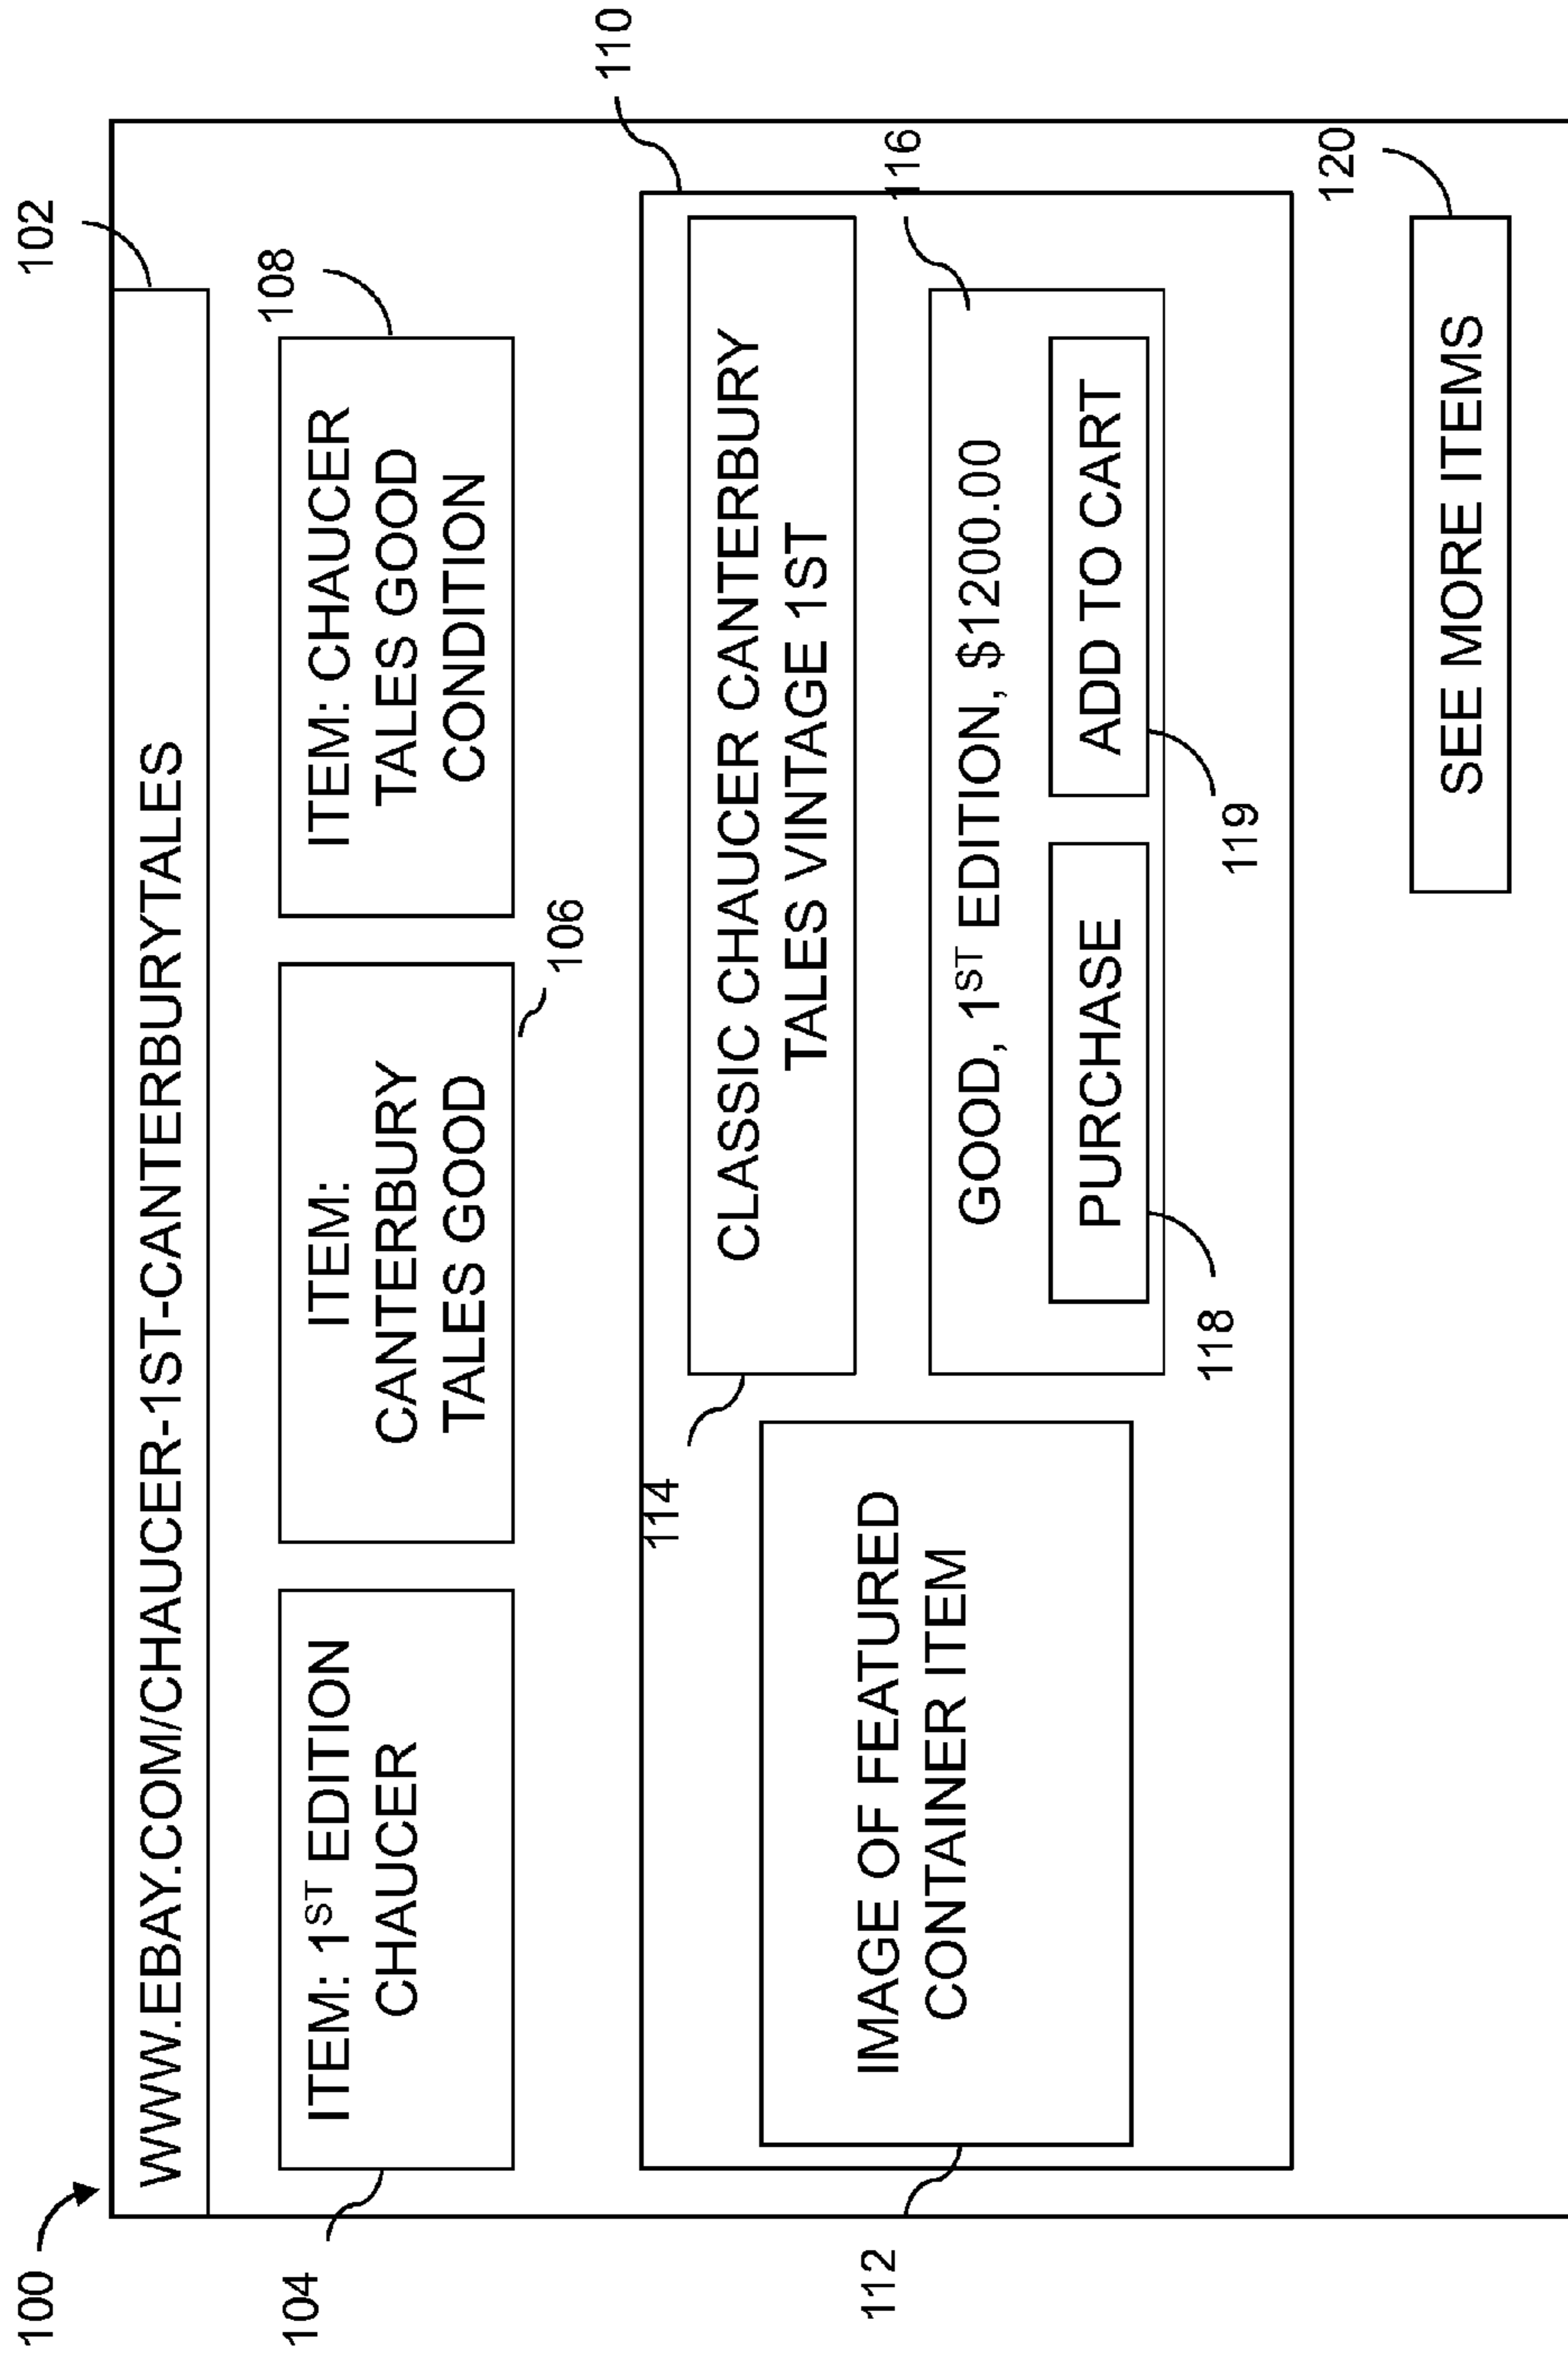 100
102
WWW.EBAY.COM/CHAUCER-1ST-CANTERBURYTALES
104
ITEM: 1ST EDITION
CHAUCER
ITEM:
CANTERBURY
TALES GOOD
106
ITEM: CHAUCER
TALES GOOD
CONDITION
108
110
112
IMAGE OF FEATURED
CONTAINER ITEM
114
CLASSIC CHAUCER CANTERBURY
TALES VINTAGE 1ST
116
GOOD, 1ST EDITION, $1200.00
PURCHASE
ADD TO CART
118
119
120
SEE MORE ITEMS